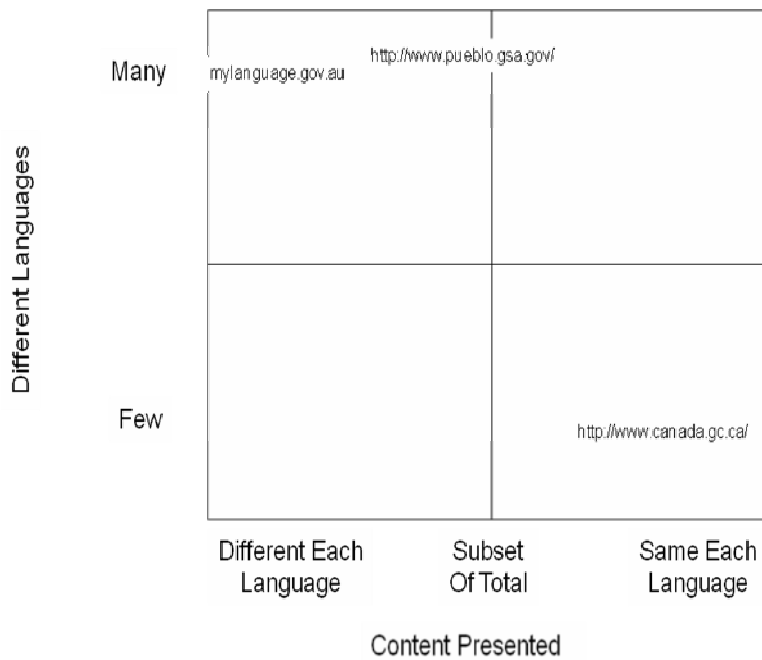 http://www.pueblo.gsa.gov/
Many
mylanguage.gov.au
Different Languages
Few
http://www.canada.gc.ca/
Different Each
Language
Subset
Of Total
Same Each
Language
Content Presented